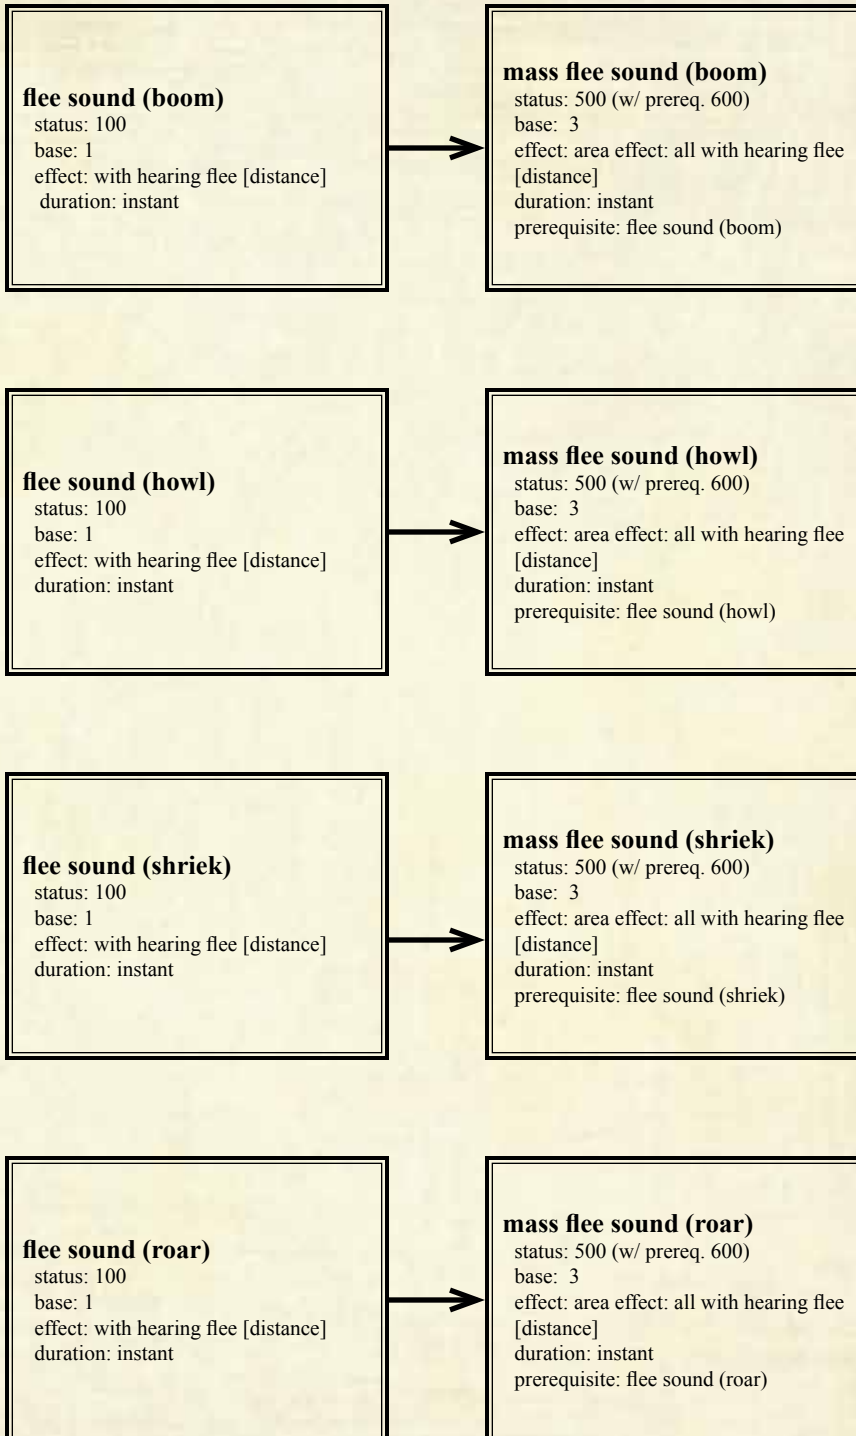 flee sound (boom)
status: 100
base: 1
effect: with hearing flee [distance]
duration: instant
mass flee sound (boom)
status: 500 (w/ prereq. 600)
base:  3
effect: area effect: all with hearing flee
[distance]
duration: instant
prerequisite: flee sound (boom)
flee sound (howl)
status: 100
base: 1
effect: with hearing flee [distance]
duration: instant
mass flee sound (howl)
status: 500 (w/ prereq. 600)
base:  3
effect: area effect: all with hearing flee
[distance]
duration: instant
prerequisite: flee sound (howl)
flee sound (shriek)
status: 100
base: 1
effect: with hearing flee [distance]
duration: instant
mass flee sound (shriek)
status: 500 (w/ prereq. 600)
base:  3
effect: area effect: all with hearing flee
[distance]
duration: instant
prerequisite: flee sound (shriek)
flee sound (roar)
status: 100
base: 1
effect: with hearing flee [distance]
duration: instant
mass flee sound (roar)
status: 500 (w/ prereq. 600)
base:  3
effect: area effect: all with hearing flee
[distance]
duration: instant
prerequisite: flee sound (roar)